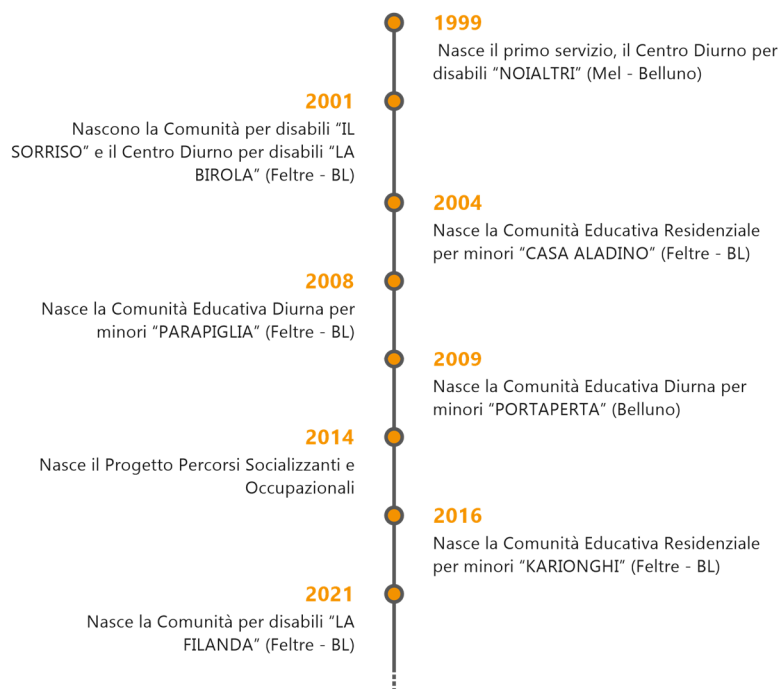 1999
Nasce il primo servizio, il Centro Diurno per
disabili “NOIALTRI” (Mel - Belluno)
2001
Nascono la Comunità per disabili “IL
SORRISO” e il Centro Diurno per disabili “LA
BIROLA” (Feltre - BL)
2004
Nasce la Comunità Educativa Residenziale
per minori “CASA ALADINO” (Feltre - BL)
2008
Nasce la Comunità Educativa Diurna per
minori “PARAPIGLIA” (Feltre - BL)
2009
Nasce la Comunità Educativa Diurna per
minori “PORTAPERTA” (Belluno)
2014
Nasce il Progetto Percorsi Socializzanti e
Occupazionali
2016
Nasce la Comunità Educativa Residenziale
per minori “KARIONGHI” (Feltre - BL)
2021
Nasce la Comunità per disabili “LA
FILANDA” (Feltre - BL)